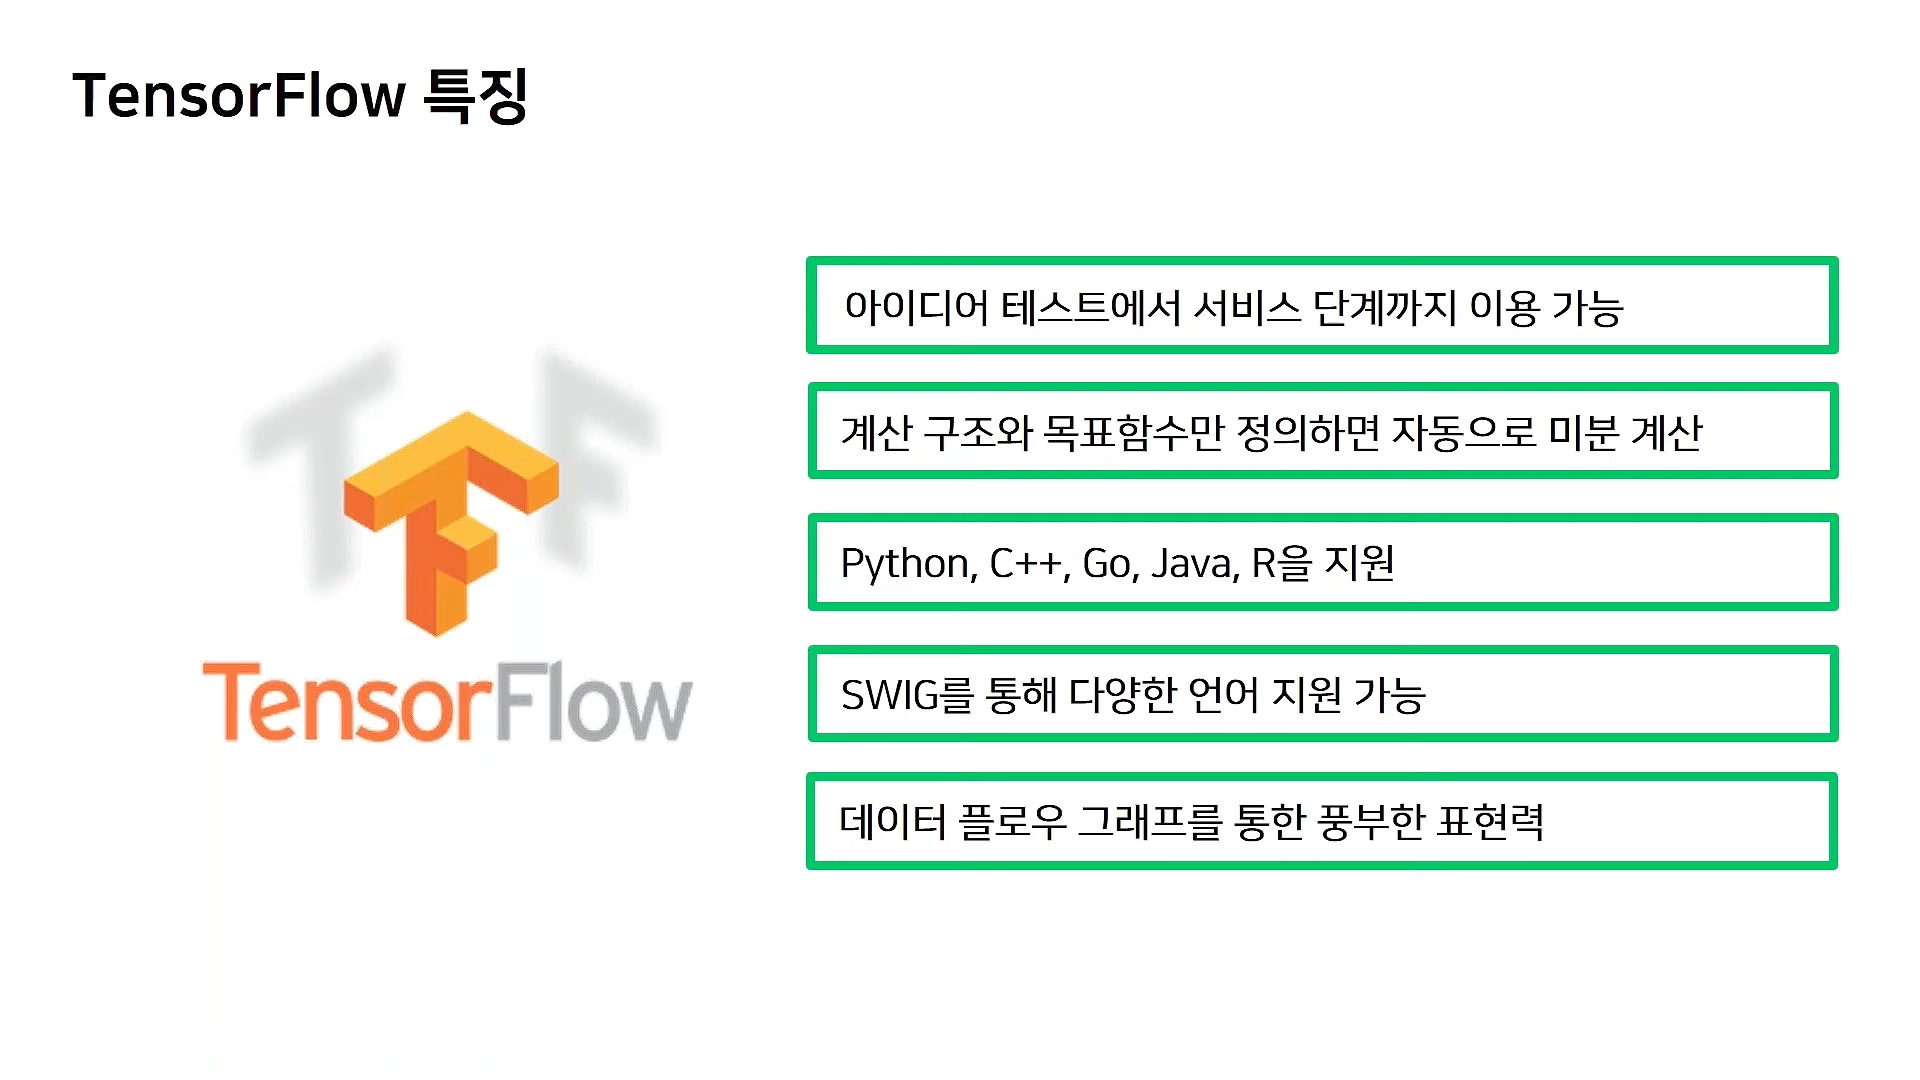 TensorFlow 특징
TensorFlow
아이디어 테스트에서 서비스 단계까지 이용 가능
계산 구조와 목표함수만 정의하면 자동으로 미분 계산
Python, C++, Go, Java, R을 지원
SWIG를 통해 다양한 언어 지원 가능
데이터 플로우 그래프를 통한 풍부한 표현력